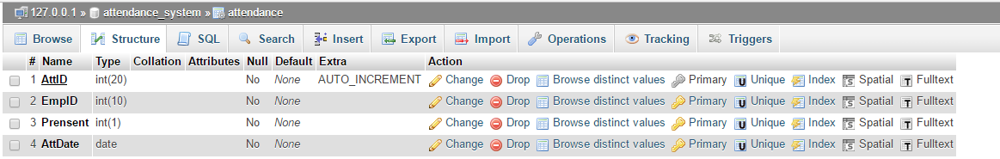 127.0.0.1 » attendance_system » attendance
Browse Structure SQL Search Insert Export Import Operations Tracking Triggers
# Name Type Collation Attributes Null Default Extra Action
1 AttID int(20) No None AUTO_INCREMENT Change Drop Browse distinct values Primary Unique Index Spatial Fulltext
2 EmpID int(10) No None Change Drop Browse distinct values Primary Unique Index Spatial Fulltext
3 Prensent int(1) No None Change Drop Browse distinct values Primary Unique Index Spatial Fulltext
4 AttDate date No None Change Drop Browse distinct values Primary Unique Index Spatial Fulltext